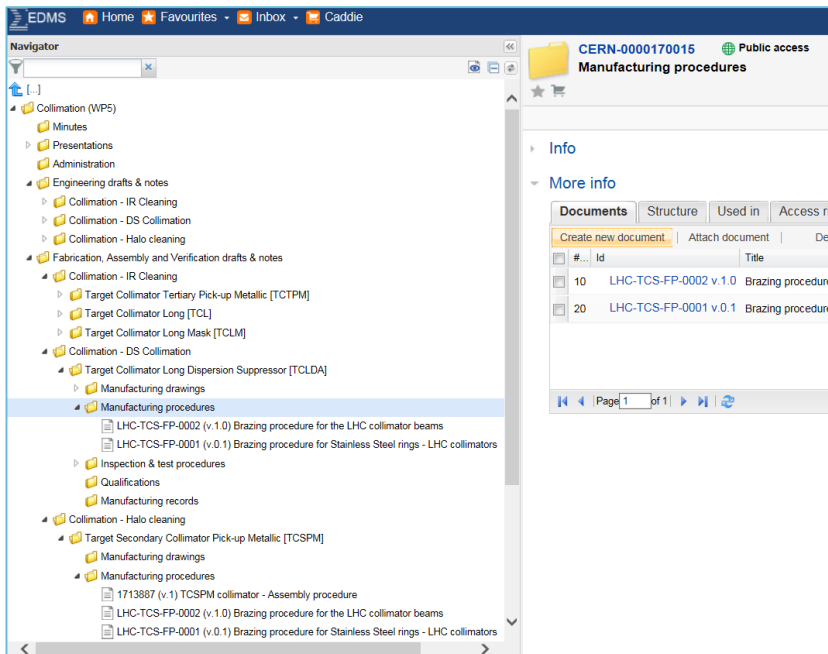 EDMS Home Favourites Inbox Caddie
Navigator
[...]
Collimation (WP5)
Minutes
Presentations
Administration
Engineering drafts & notes
Collimation - IR Cleaning
Collimation - DS Collimation
Collimation - Halo cleaning
Fabrication, Assembly and Verification drafts & notes
Collimation - IR Cleaning
Target Collimator Tertiary Pick-up Metallic [TCTPM]
Target Collimator Long [TCL]
Target Collimator Long Mask [TCLM]
Collimation - DS Collimation
Target Collimator Long Dispersion Suppressor [TCLDA]
Manufacturing drawings
Manufacturing procedures
LHC-TCS-FP-0002 (v.1.0) Brazing procedure for the LHC collimator beams
LHC-TCS-FP-0001 (v.0.1) Brazing procedure for Stainless Steel rings - LHC collimators
Inspection & test procedures
Qualifications
Manufacturing records
Collimation - Halo cleaning
Target Secondary Collimator Pick-up Metallic [TCSPM]
Manufacturing drawings
Manufacturing procedures
1713887 (v.1) TCSPM collimator - Assembly procedure
LHC-TCS-FP-0002 (v.1.0) Brazing procedure for the LHC collimator beams
LHC-TCS-FP-0001 (v.0.1) Brazing procedure for Stainless Steel rings - LHC collimators
CERN-0000170015 Public access
Manufacturing procedures
Info
More info
Documents Structure Used in Access
Create new document | Attach document | De
#... Id Title
10 LHC-TCS-FP-0002 v.1.0 Brazing procedure
20 LHC-TCS-FP-0001 v.0.1 Brazing procedure
Page 1 of 1